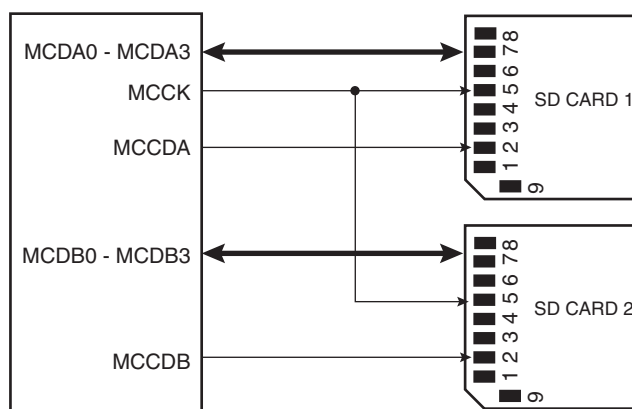 MCDA0 - MCDA3
MCCK
MCCDA
MCDB0 - MCDB3
MCCDB
8
7
6
5
4
3
2
1
9
SD CARD 1
8
7
6
5
4
3
2
1
9
SD CARD 2